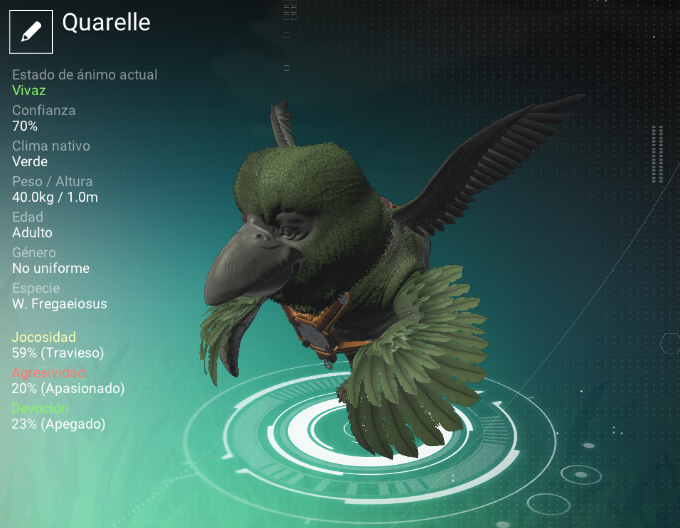 Quarelle
Estado de ánimo actual
Vivaz
Confianza
70%
Clima nativo
Verde
Peso / Altura
40.0kg / 1.0m
Edad
Adulto
Género
No uniforme
Especie
W. Fregaeiosus
Jocosidad
59% (Travieso)
Agresividad
20% (Apasionado)
Devoción
23% (Apegado)